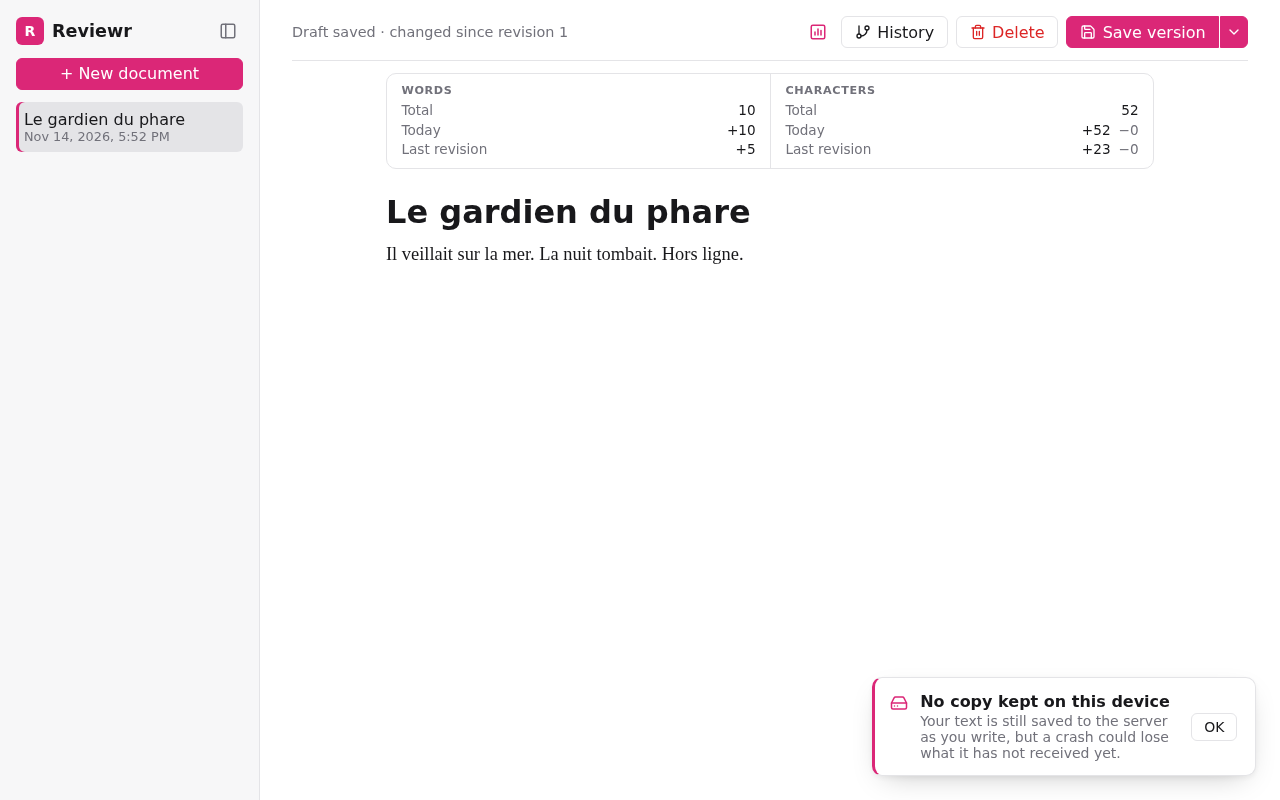 R Reviewr
+ New document
Le gardien du phare
Nov 14, 2026, 5:52 PM
Draft saved · changed since revision 1
History
Delete
Save version
WORDS
Total 10
Today +10
Last revision +5
CHARACTERS
Total 52
Today +52 −0
Last revision +23 −0
Le gardien du phare
Il veillait sur la mer. La nuit tombait. Hors ligne.
No copy kept on this device
Your text is still saved to the server
as you write, but a crash could lose
what it has not received yet.
OK